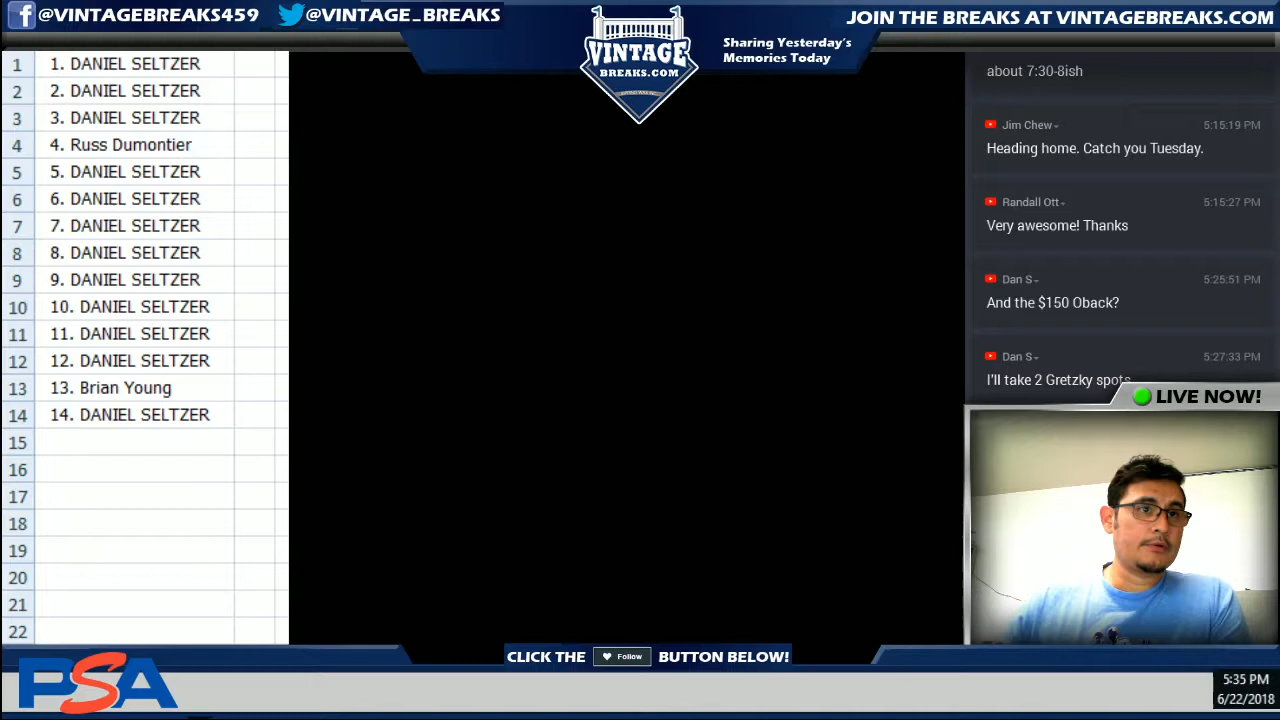 @VINTAGEBREAKS459
@VINTAGE_BREAKS
VINTAGE
BREAKS.COM
Sharing Yesterday's
Memories Today
JOIN THE BREAKS AT VINTAGEBREAKS.COM
1 1. DANIEL SELTZER
2 2. DANIEL SELTZER
3 3. DANIEL SELTZER
4 4. Russ Dumontier
5 5. DANIEL SELTZER
6 6. DANIEL SELTZER
7 7. DANIEL SELTZER
8 8. DANIEL SELTZER
9 9. DANIEL SELTZER
10 10. DANIEL SELTZER
11 11. DANIEL SELTZER
12 12. DANIEL SELTZER
13 13. Brian Young
14 14. DANIEL SELTZER
15
16
17
18
19
20
21
22
about 7:30-8ish
Jim Chew 5:15:19 PM
Heading home. Catch you Tuesday.
Randall Ott 5:15:27 PM
Very awesome! Thanks
Dan S 5:25:51 PM
And the $150 Oback?
Dan S 5:27:33 PM
I'll take 2 Gretzky spots
LIVE NOW!
CLICK THE Follow BUTTON BELOW!
PSA
5:35 PM
6/22/2018